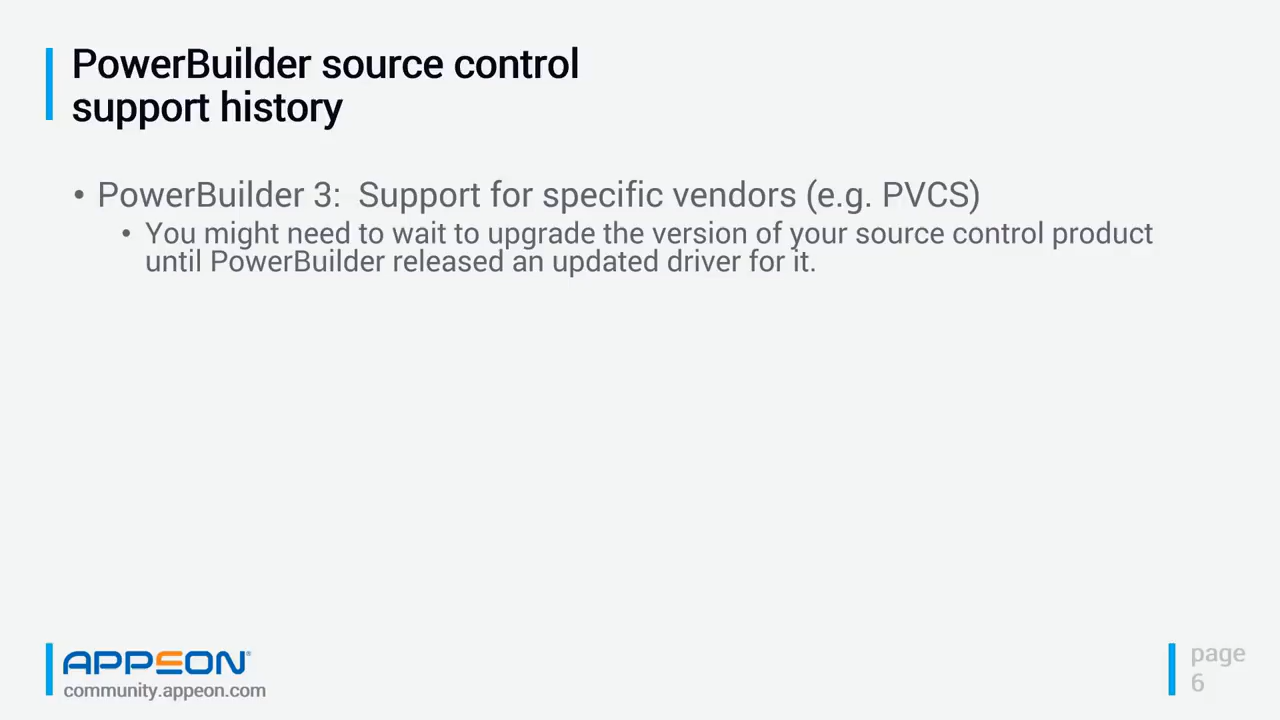 PowerBuilder source control
support history
• PowerBuilder 3:  Support for specific vendors (e.g. PVCS)
• You might need to wait to upgrade the version of your source control product
until PowerBuilder released an updated driver for it.
APPEON®
community.appeon.com
page
6